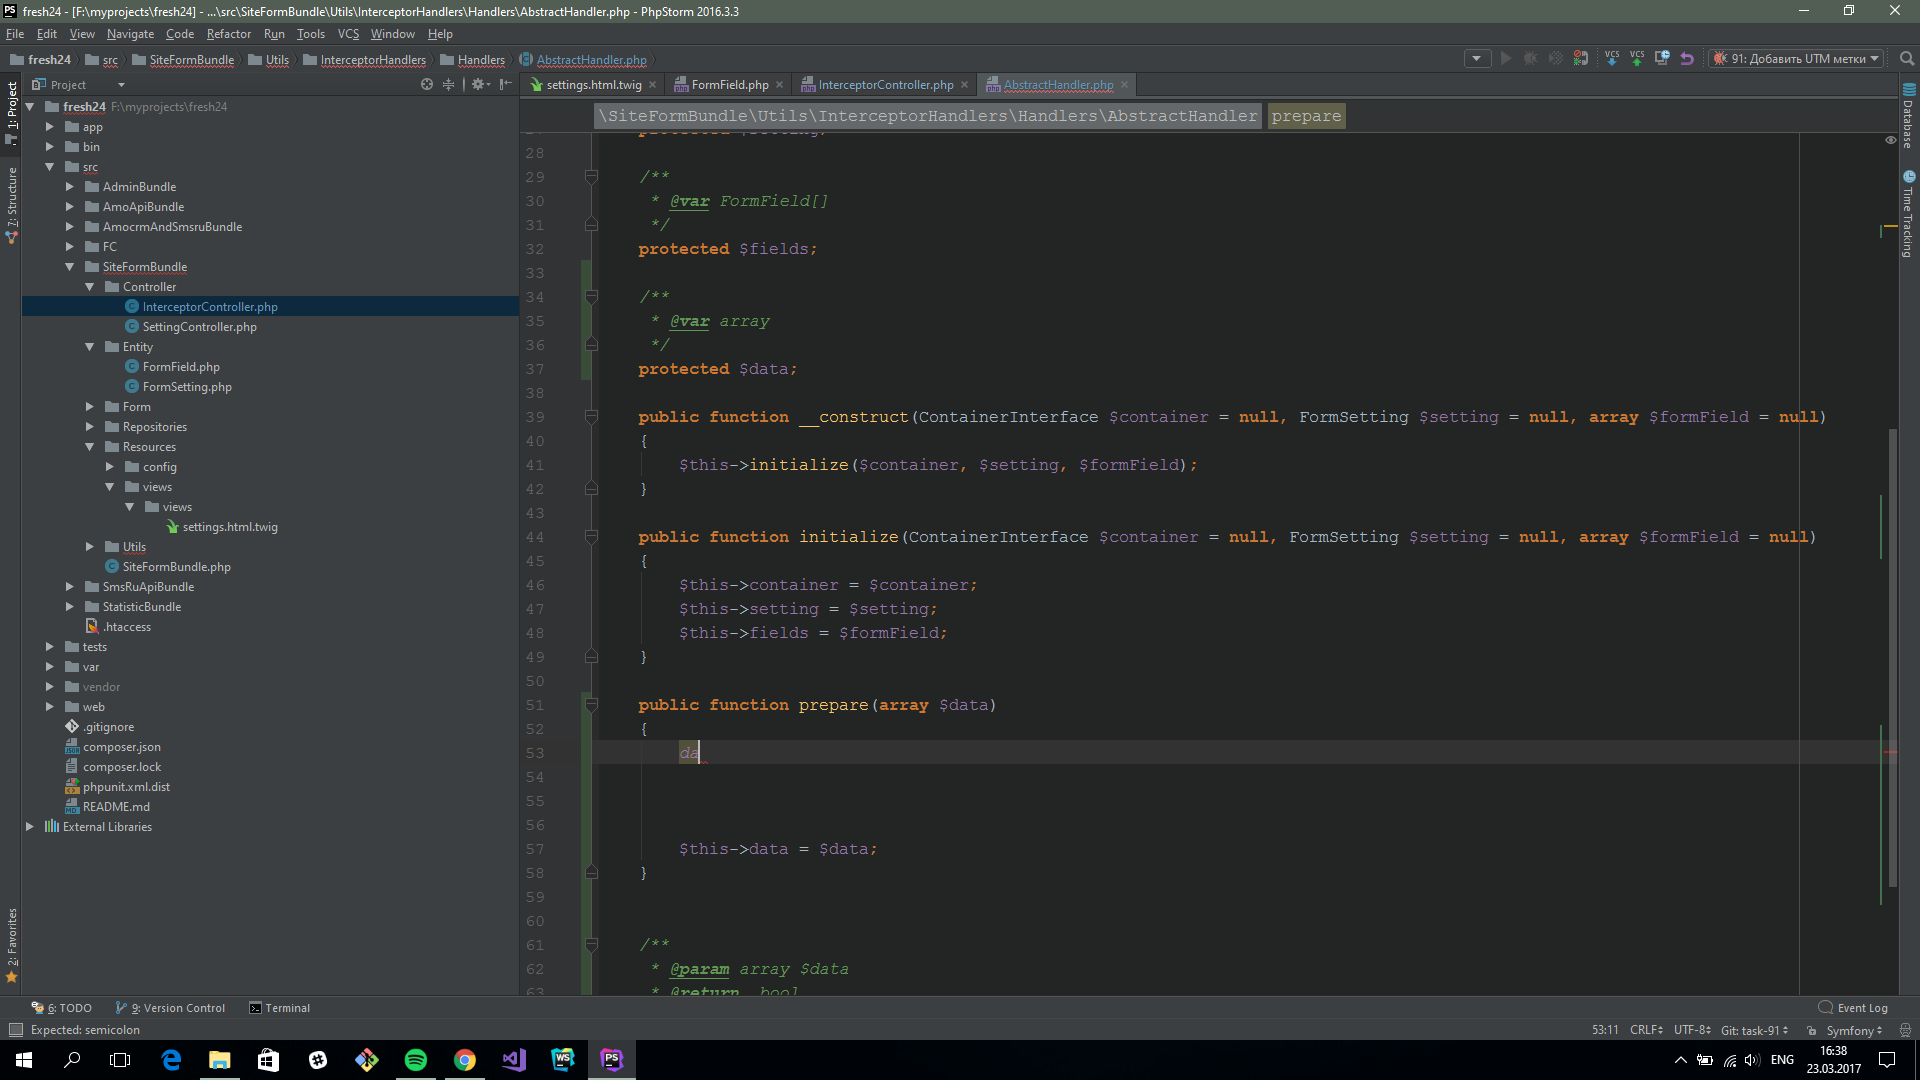 fresh24 - [F:\myprojects\fresh24] - ...\src\SiteFormBundle\Utils\InterceptorHandlers\Handlers\AbstractHandler.php - PhpStorm 2016.3.3
File Edit View Navigate Code Refactor Run Tools VCS Window Help
fresh24 src SiteFormBundle Utils InterceptorHandlers Handlers AbstractHandler.php
VCS VCS 91: Добавить UTM метки
Project
settings.html.twig FormField.php InterceptorController.php AbstractHandler.php
\SiteFormBundle\Utils\InterceptorHandlers\Handlers\AbstractHandler prepare
1: Project
7: Structure
2: Favorites
Database
Time Tracking
fresh24 F:\myprojects\fresh24
app
bin
src
AdminBundle
AmoApiBundle
AmocrmAndSmsruBundle
FC
SiteFormBundle
Controller
InterceptorController.php
SettingController.php
Entity
FormField.php
FormSetting.php
Form
Repositories
Resources
config
views
views
settings.html.twig
Utils
SiteFormBundle.php
SmsRuApiBundle
StatisticBundle
.htaccess
tests
var
vendor
web
.gitignore
composer.json
composer.lock
phpunit.xml.dist
README.md
External Libraries
28
29 /**
30 * @var FormField[]
31 */
32 protected $fields;
33
34 /**
35 * @var array
36 */
37 protected $data;
38
39 public function __construct(ContainerInterface $container = null, FormSetting $setting = null, array $formField = null)
40 {
41 $this->initialize($container, $setting, $formField);
42 }
43
44 public function initialize(ContainerInterface $container = null, FormSetting $setting = null, array $formField = null)
45 {
46 $this->container = $container;
47 $this->setting = $setting;
48 $this->fields = $formField;
49 }
50
51 public function prepare(array $data)
52 {
53 da
54
55
56
57 $this->data = $data;
58 }
59
60
61 /**
62 * @param array $data
63 * @return bool
6: TODO 9: Version Control Terminal Event Log
Expected: semicolon 53:11 CRLF UTF-8 Git: task-91 Symfony
ENG 16:38
23.03.2017